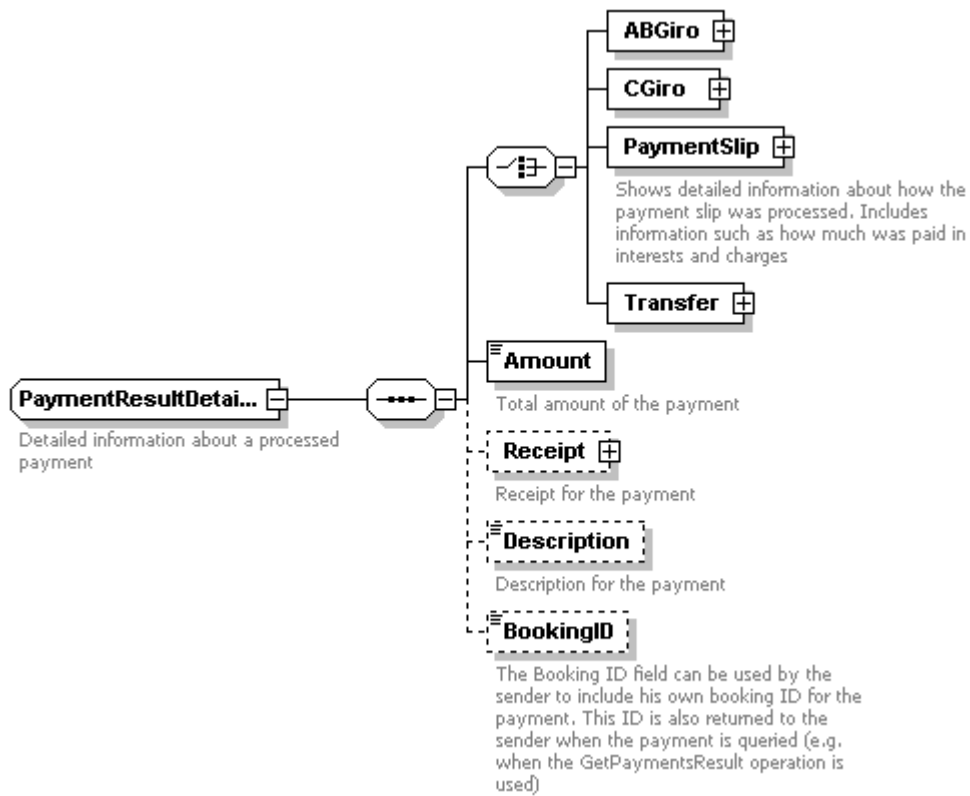 ABGiro
CGiro
PaymentSlip
Shows detailed information about how the
payment slip was processed. Includes
information such as how much was paid in
interests and charges
Transfer
Amount
Total amount of the payment
PaymentResultDetai...
Detailed information about a processed
payment
Receipt
Receipt for the payment
Description
Description for the payment
BookingID
The Booking ID field can be used by the
sender to include his own booking ID for the
payment. This ID is also returned to the
sender when the payment is queried (e.g.
when the GetPaymentsResult operation is
used)